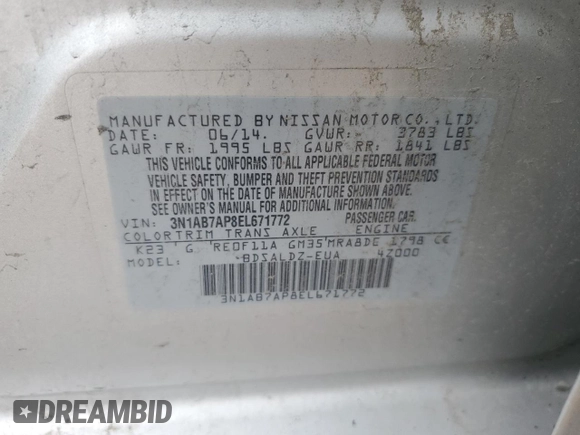 MANUFACTURED BY NISSAN MOTOR CO., LTD.
DATE: 06/14. GVWR: 3783 LBS
GAWR FR: 1995 LBS GAWR RR: 1841 LBS
THIS VEHICLE CONFORMS TO ALL APPLICABLE FEDERAL MOTOR
VEHICLE SAFETY, BUMPER AND THEFT PREVENTION STANDARDS
IN EFFECT ON THE DATE OF MANUFACTURE SHOWN ABOVE.
SEE OWNER'S MANUAL FOR ADDITIONAL INFORMATION.
VIN: 3N1AB7AP8EL671772 PASSENGER CAR.
COLOR TRIM TRANS AXLE ENGINE
K23 G RE0F11A GM35 MRA8DE 1798 CC
MODEL: BDSALDZ-EUA 4Z000
3N1AB7AP8EL671772
DREAMBID